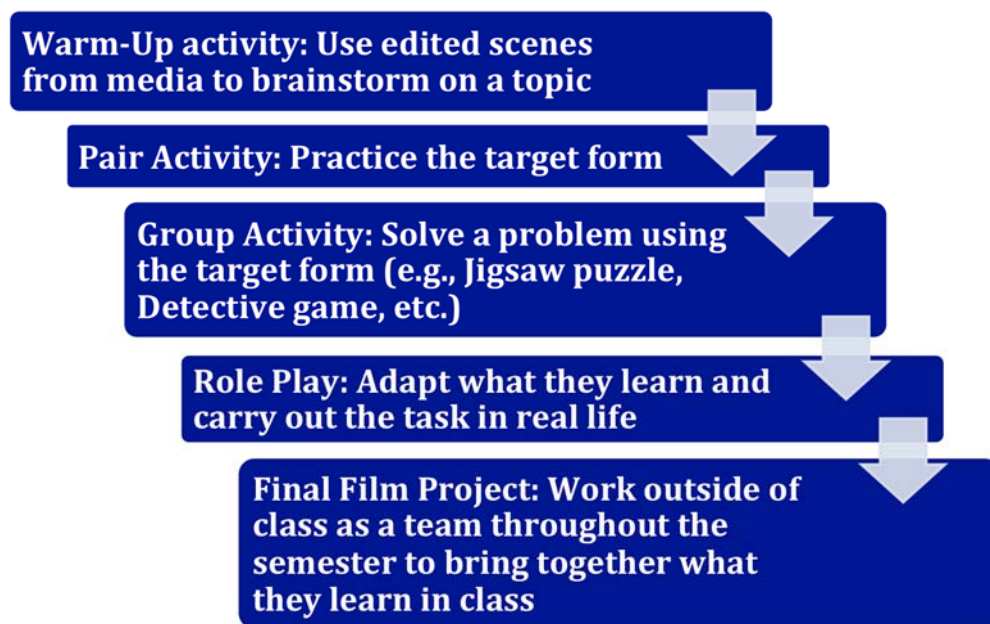 Warm-Up activity: Use edited scenes
from media to brainstorm on a topic
Pair Activity: Practice the target form
Group Activity: Solve a problem using
the target form (e.g., Jigsaw puzzle,
Detective game, etc.)
Role Play: Adapt what they learn and
carry out the task in real life
Final Film Project: Work outside of
class as a team throughout the
semester to bring together what
they learn in class